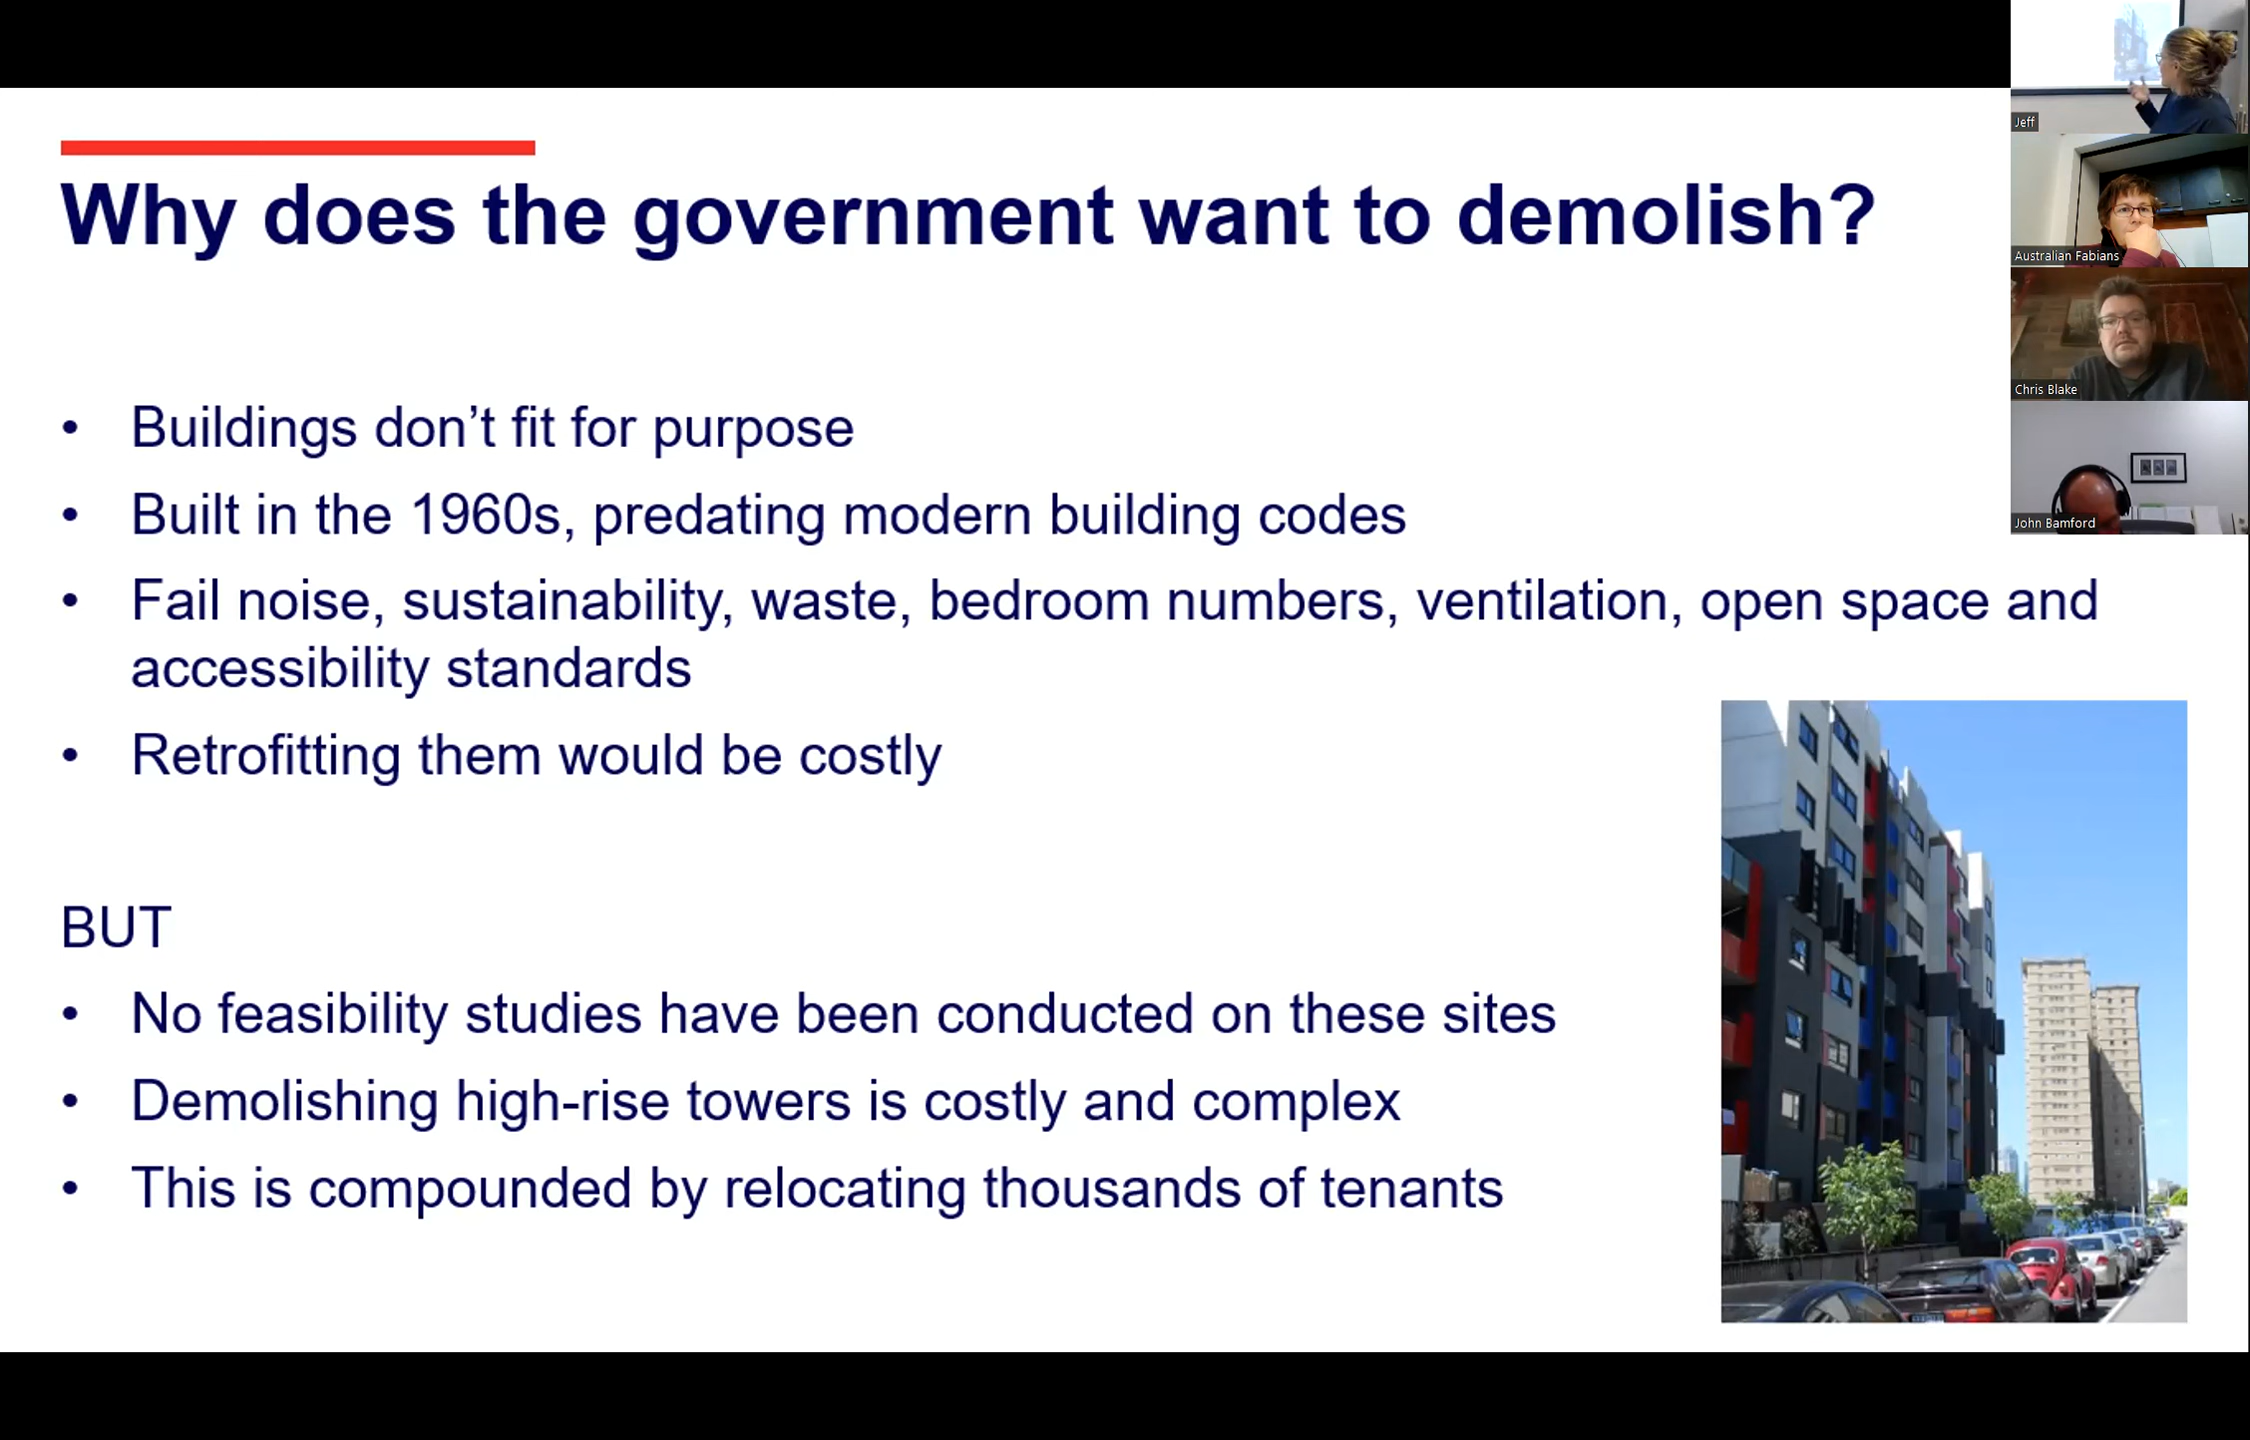 Why does the government want to demolish?
• Buildings don’t fit for purpose
• Built in the 1960s, predating modern building codes
• Fail noise, sustainability, waste, bedroom numbers, ventilation, open space and
accessibility standards
• Retrofitting them would be costly
BUT
• No feasibility studies have been conducted on these sites
• Demolishing high-rise towers is costly and complex
• This is compounded by relocating thousands of tenants
Jeff
Australian Fabians
Chris Blake
John Bamford